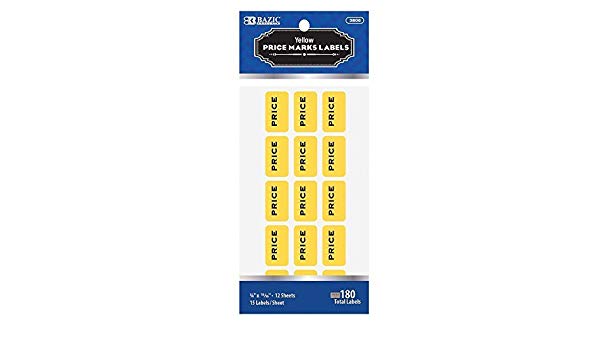 BAZIC
3806
Yellow
PRICE MARKS LABELS
PRICE PRICE PRICE
PRICE PRICE PRICE
PRICE PRICE PRICE
PRICE PRICE PRICE
12 Sheets
180
15 Labels/Sheet
Total Labels